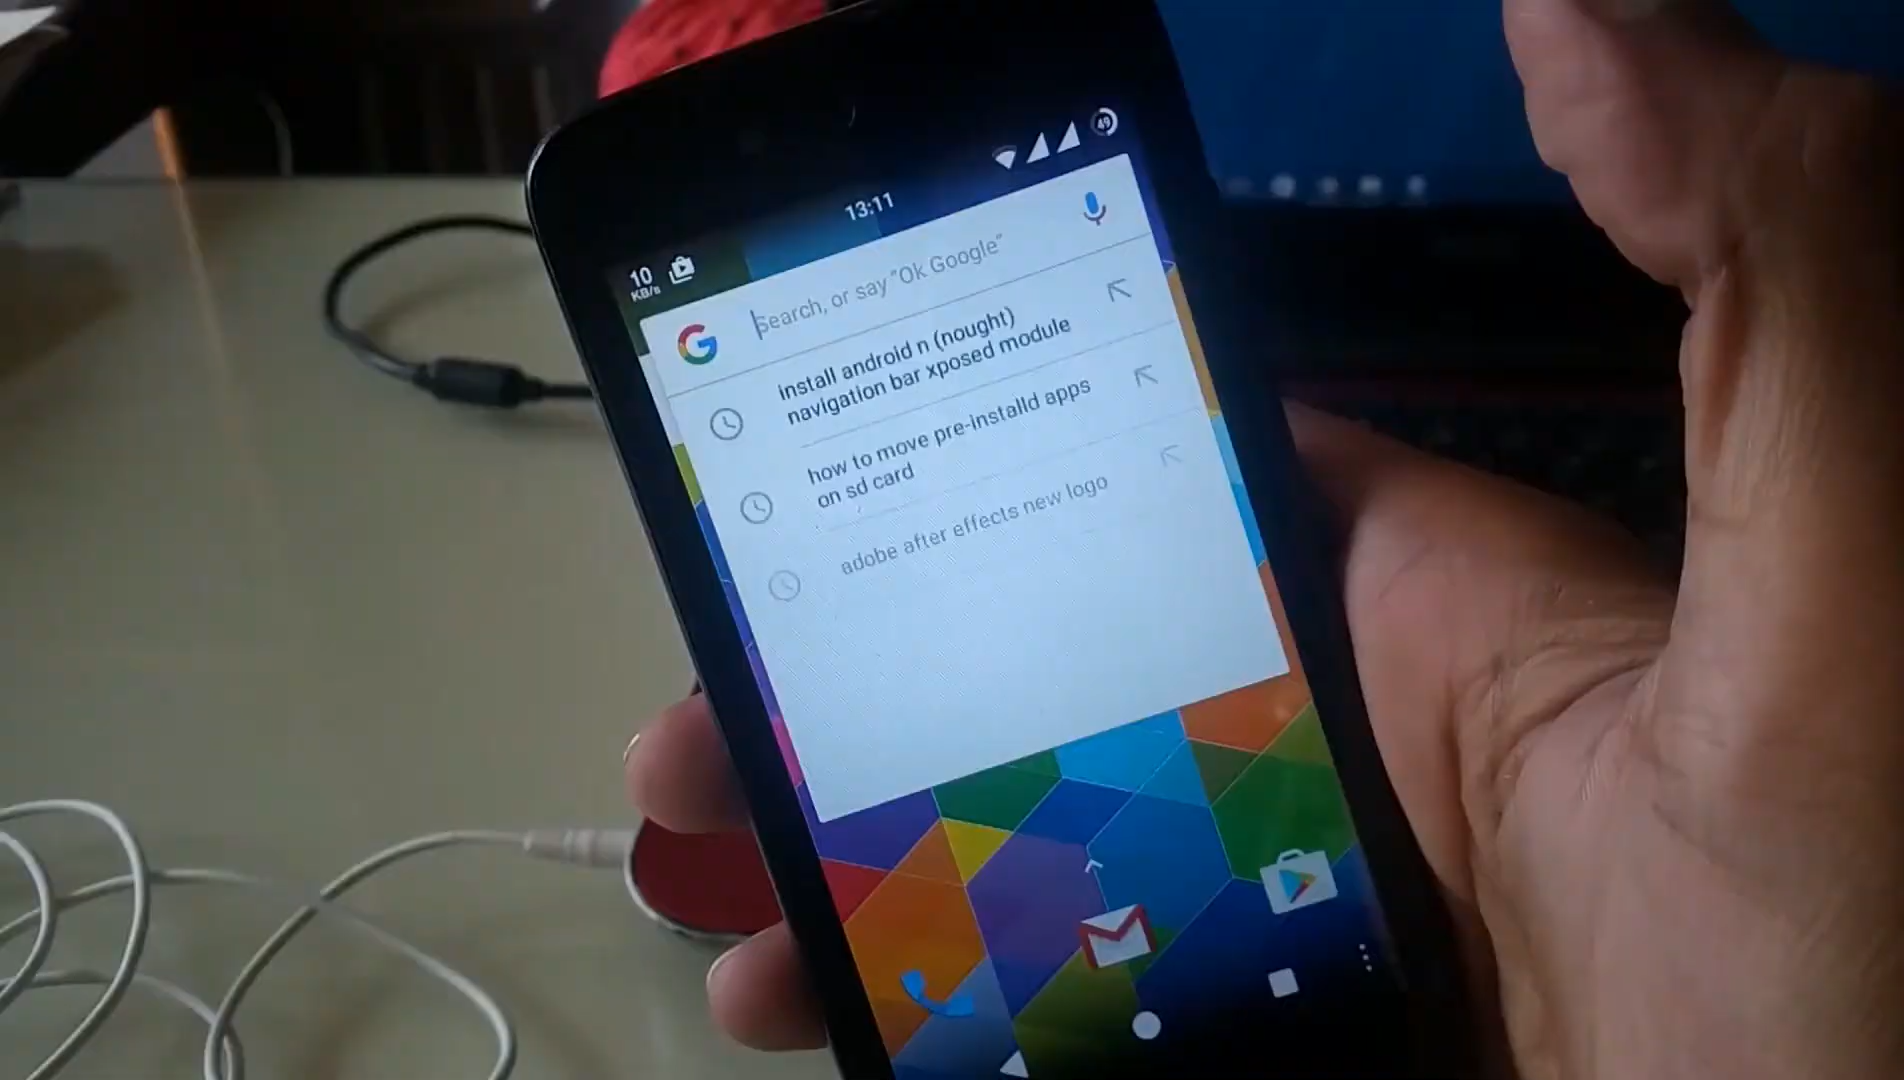 49
13:11
10
KB/s
Search, or say "Ok Google"
install android n (nought)
navigation bar xposed module
how to move pre-installd apps
on sd card
adobe after effects new logo